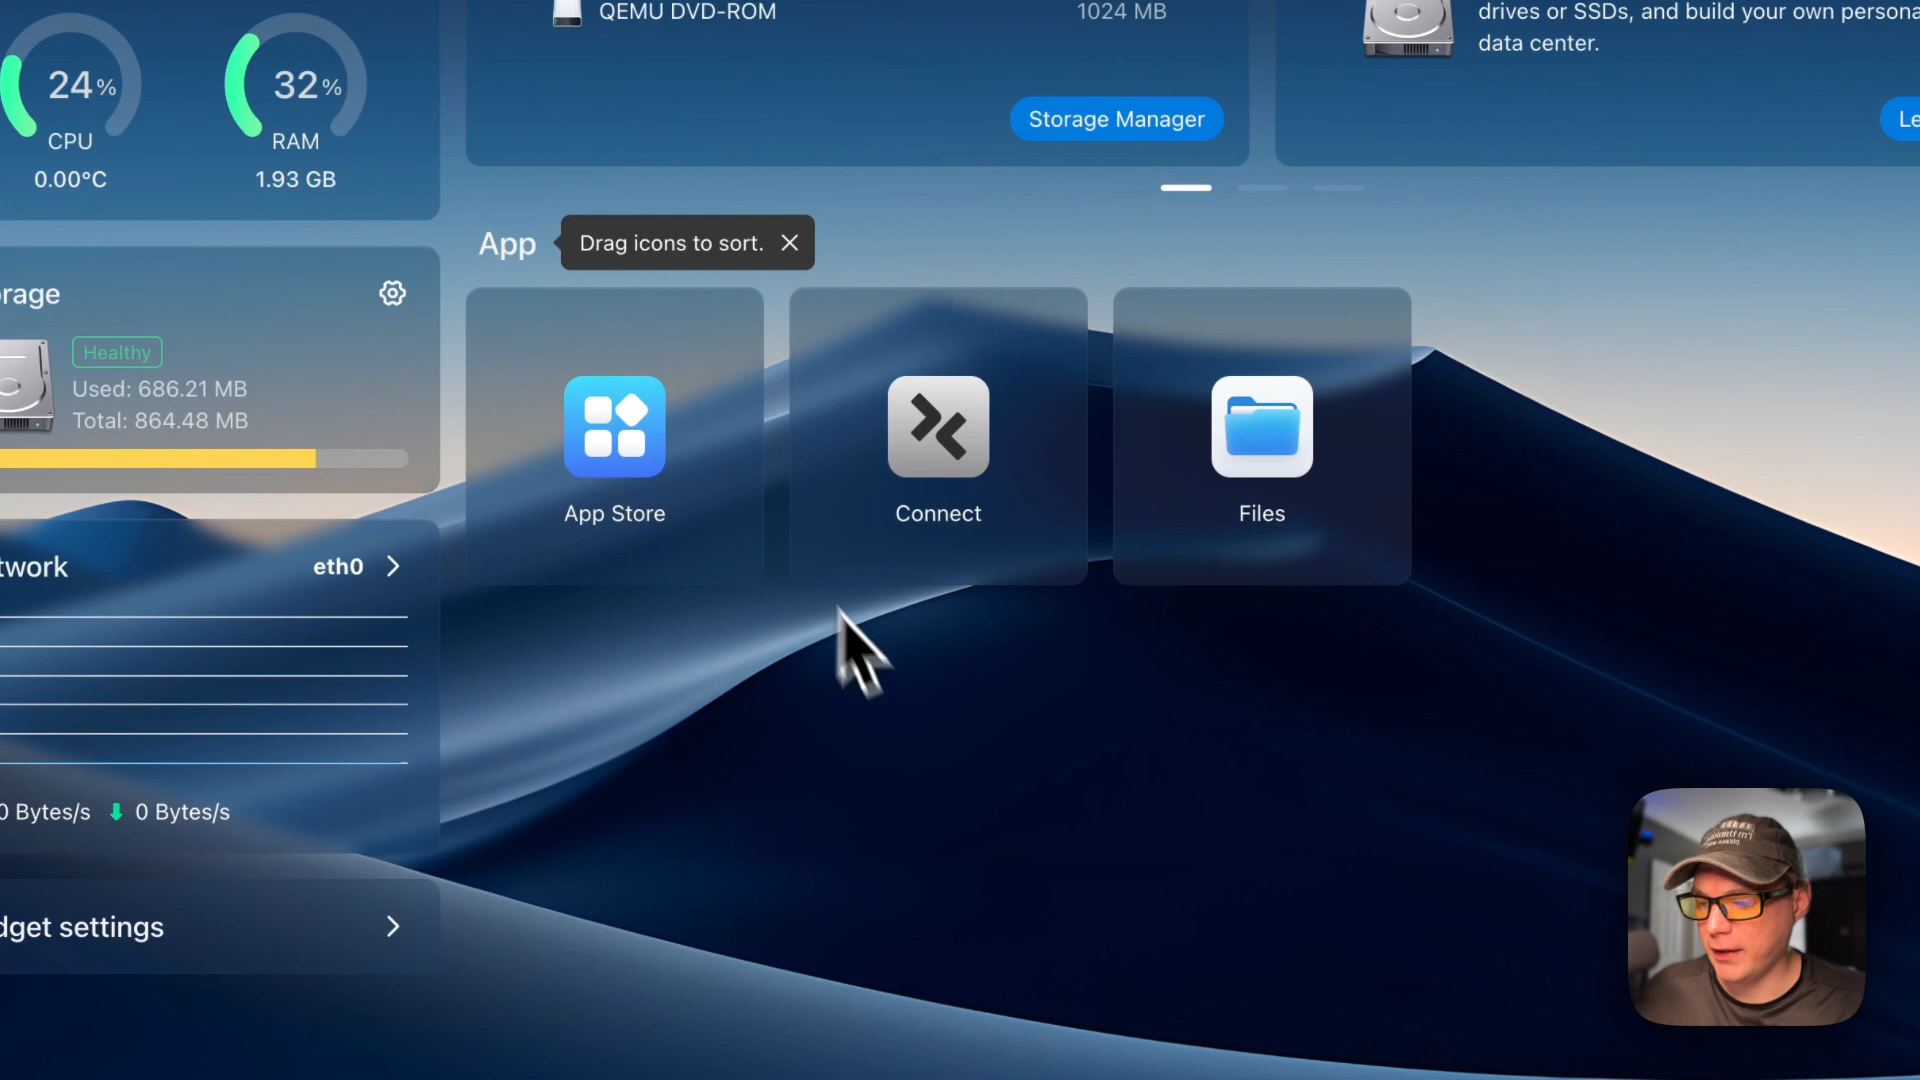 QEMU DVD-ROM
1024 MB
drives or SSDs, and build your own persona
data center.
24%
CPU
0.00°C
32%
RAM
1.93 GB
Storage Manager
Le
App
Drag icons to sort.
orage
Healthy
Used: 686.21 MB
Total: 864.48 MB
App Store
Connect
Files
twork
eth0
0 Bytes/s
0 Bytes/s
dget settings